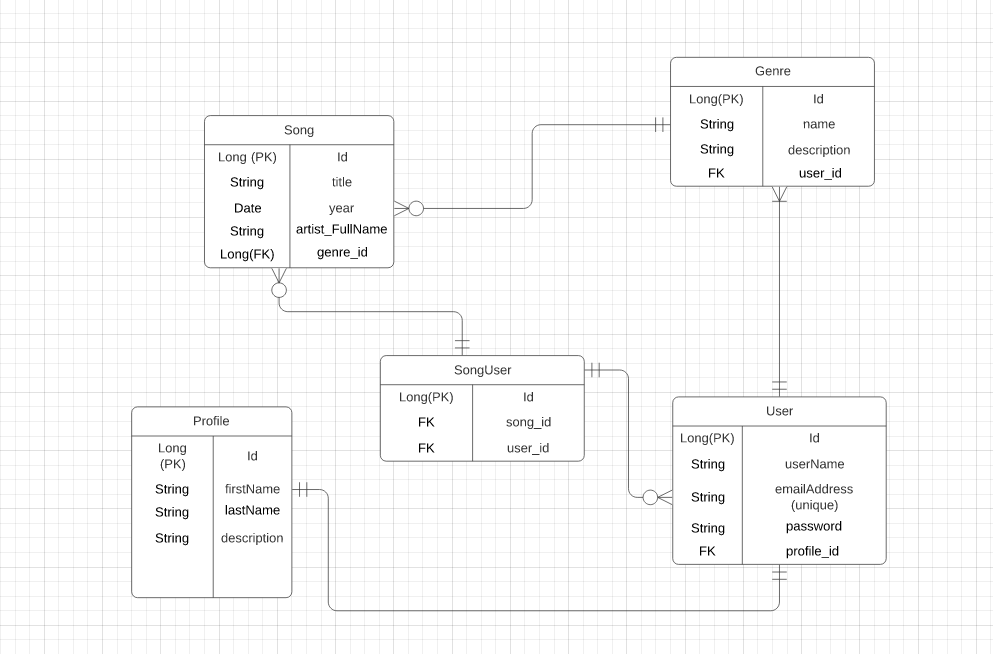 Genre
Long(PK) Id
String name
String description
FK user_id
Song
Long (PK) Id
String title
Date year
String artist_FullName
Long(FK) genre_id
SongUser
Long(PK) Id
FK song_id
FK user_id
User
Long(PK) Id
String userName
String emailAddress
(unique)
String password
FK profile_id
Profile
Long
(PK) Id
String firstName
String lastName
String description